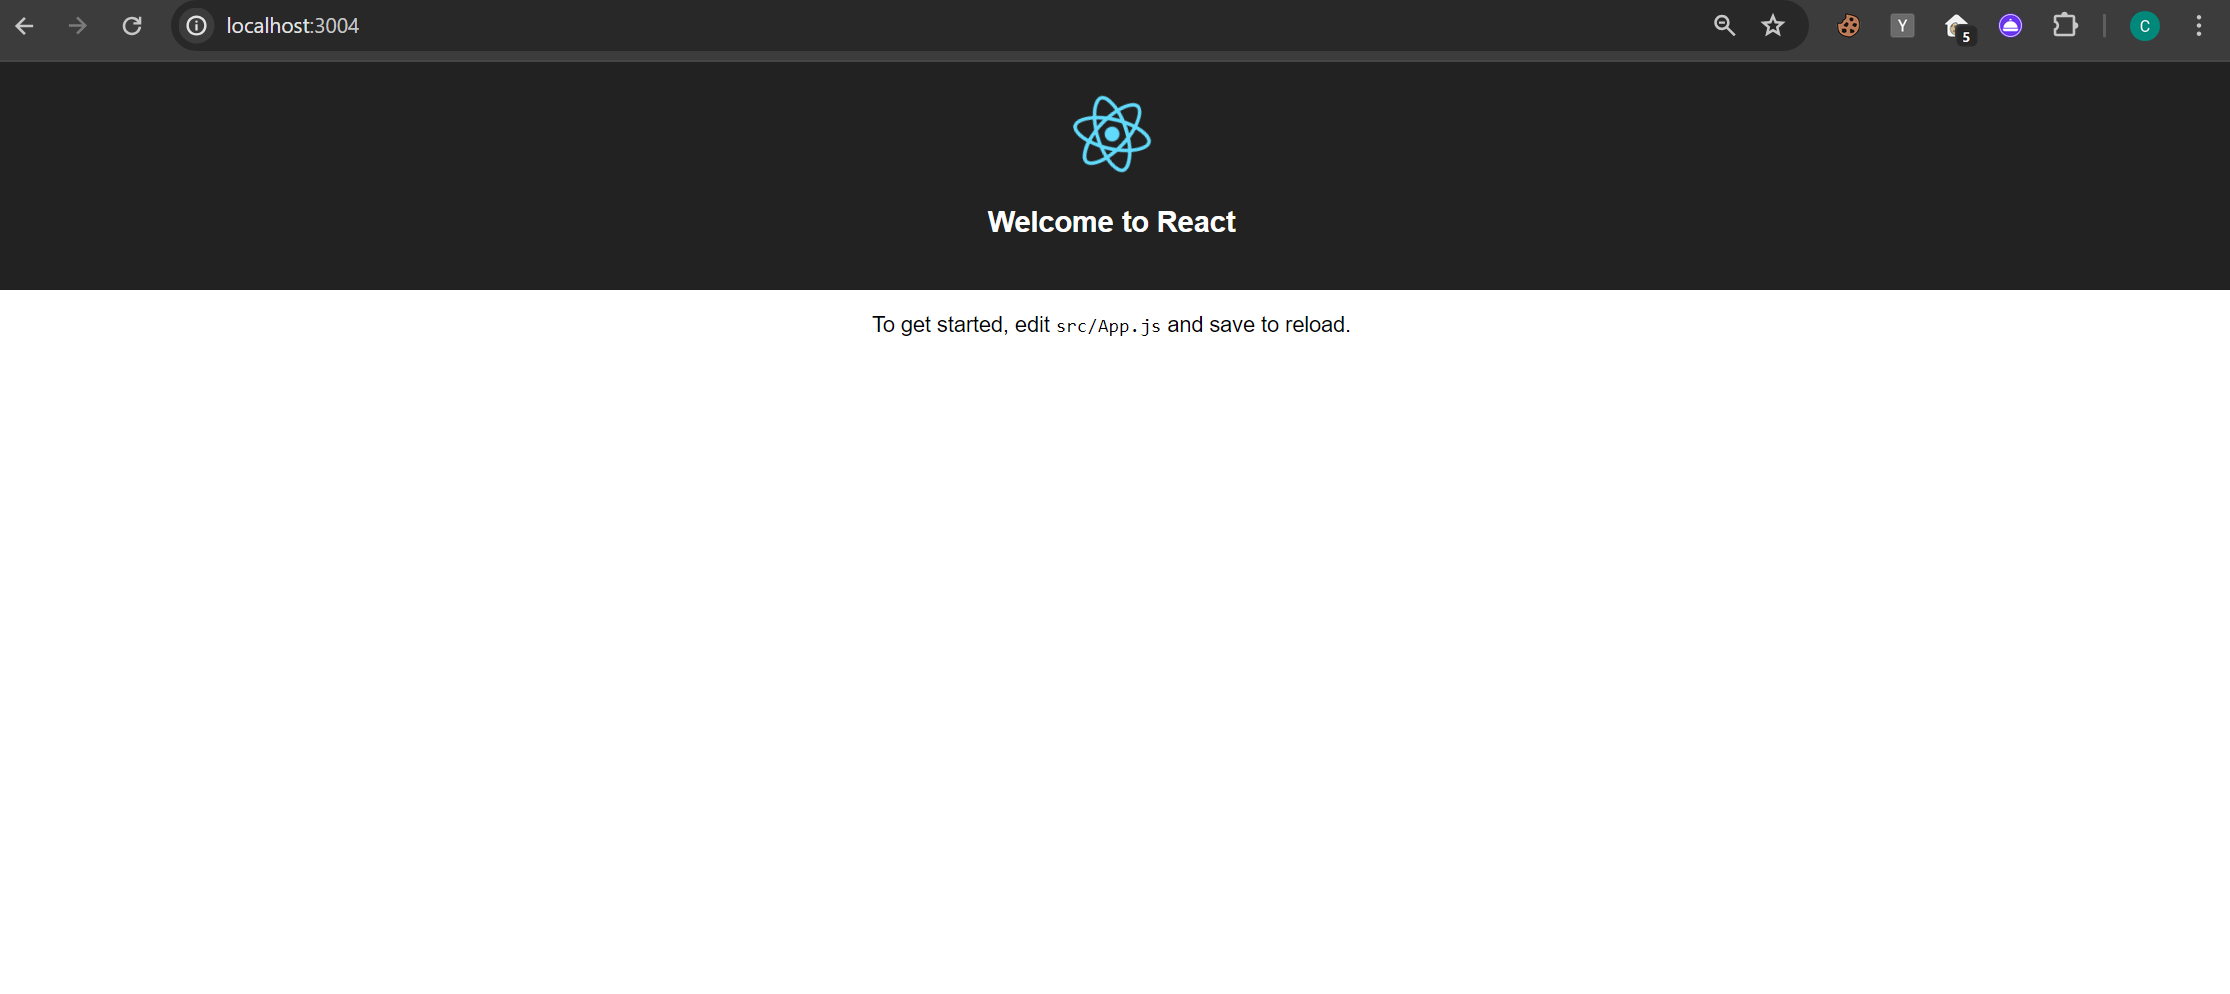 localhost:3004
Y
5
C
Welcome to React
To get started, edit src/App.js and save to reload.